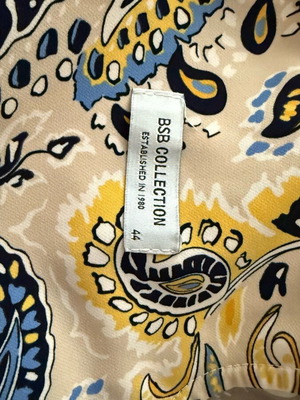 BSB COLLECTION
ESTABLISHED IN 1980
44